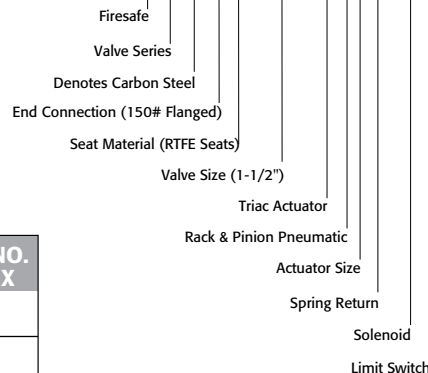 Firesafe
Valve Series
Denotes Carbon Steel
End Connection (150# Flanged)
Seat Material (RTFE Seats)
Valve Size (1-1/2")
Triac Actuator
Rack & Pinion Pneumatic
NO.
X
Actuator Size
Spring Return
Solenoid
Limit Switch